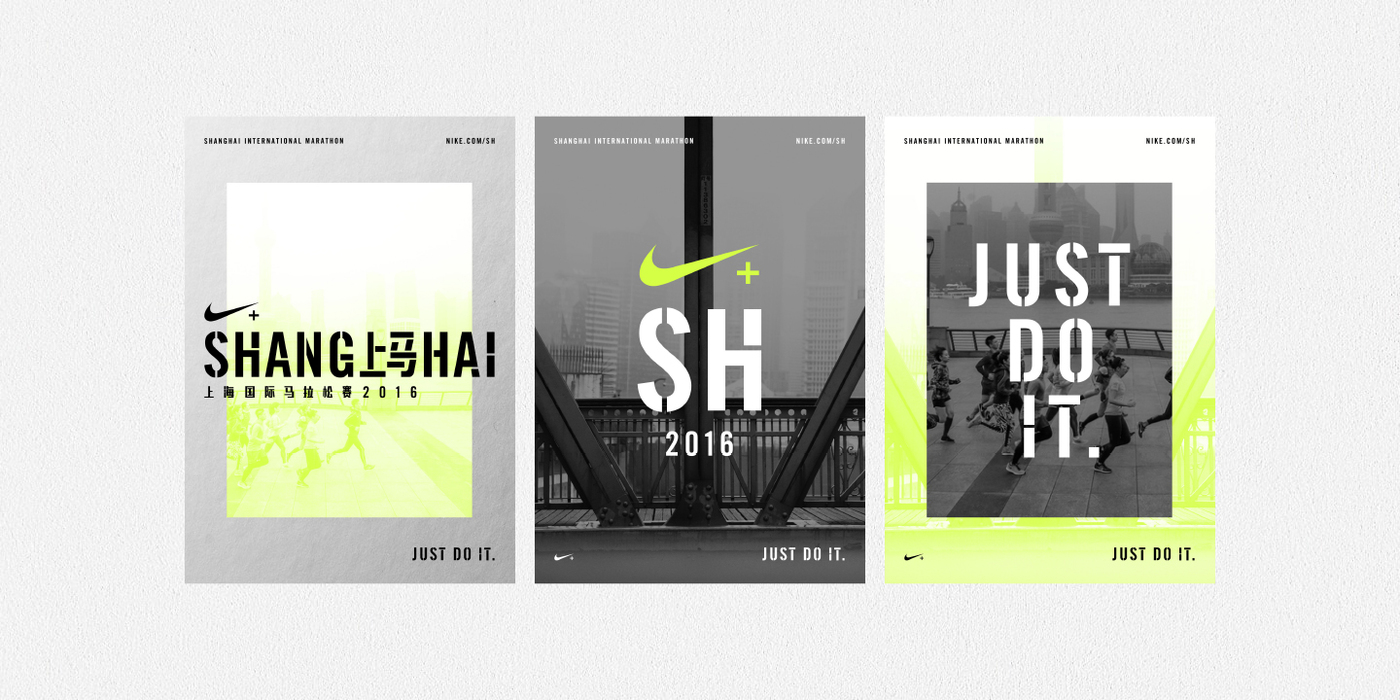 SHANGHAI INTERNATIONAL MARATHON
NIKE.COM/SH
SHANG上马HAI
上海国际马拉松赛2016
JUST DO IT.
SHANGHAI INTERNATIONAL MARATHON
NIKE.COM/SH
SH
2016
JUST DO IT.
SHANGHAI INTERNATIONAL MARATHON
NIKE.COM/SH
JUST
DO
IT.
JUST DO IT.